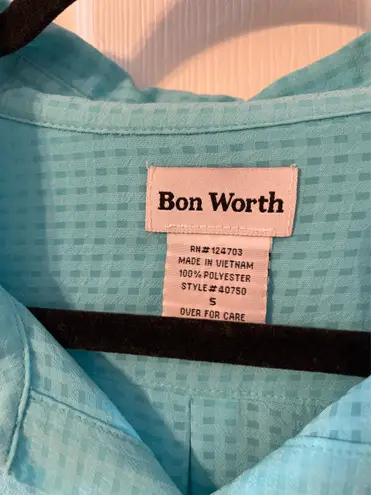 Bon Worth
RN#124703
MADE IN VIETNAM
100% POLYESTER
STYLE#40750
S
OVER FOR CARE